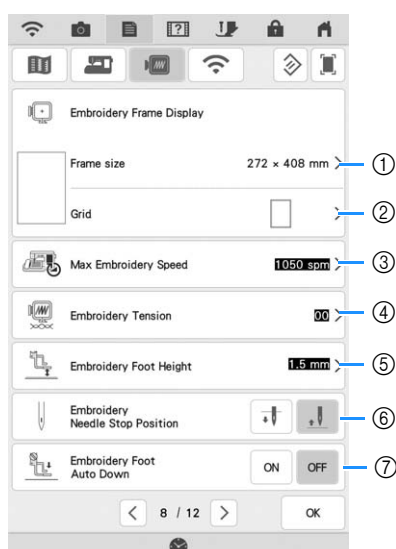 Embroidery Frame Display
Frame size 272 × 408 mm ①
Grid ②
Max Embroidery Speed 1050 spm ③
Embroidery Tension 00 ④
Embroidery Foot Height 1.5 mm ⑤
Embroidery
Needle Stop Position ⑥
Embroidery Foot
Auto Down ON OFF ⑦
8 / 12 OK